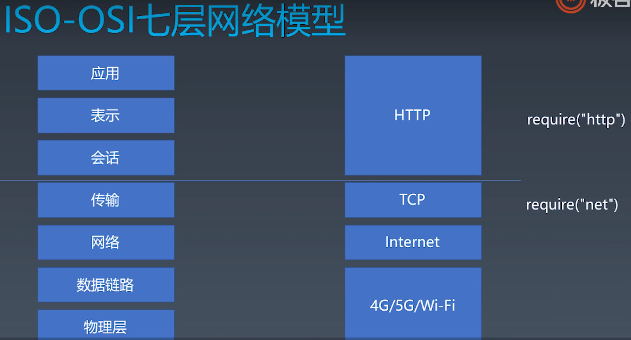 ISO-OSI七层网络模型
极客
应用
表示
会话
传输
网络
数据链路
物理层
HTTP
TCP
Internet
4G/5G/Wi-Fi
require("http")
require("net")